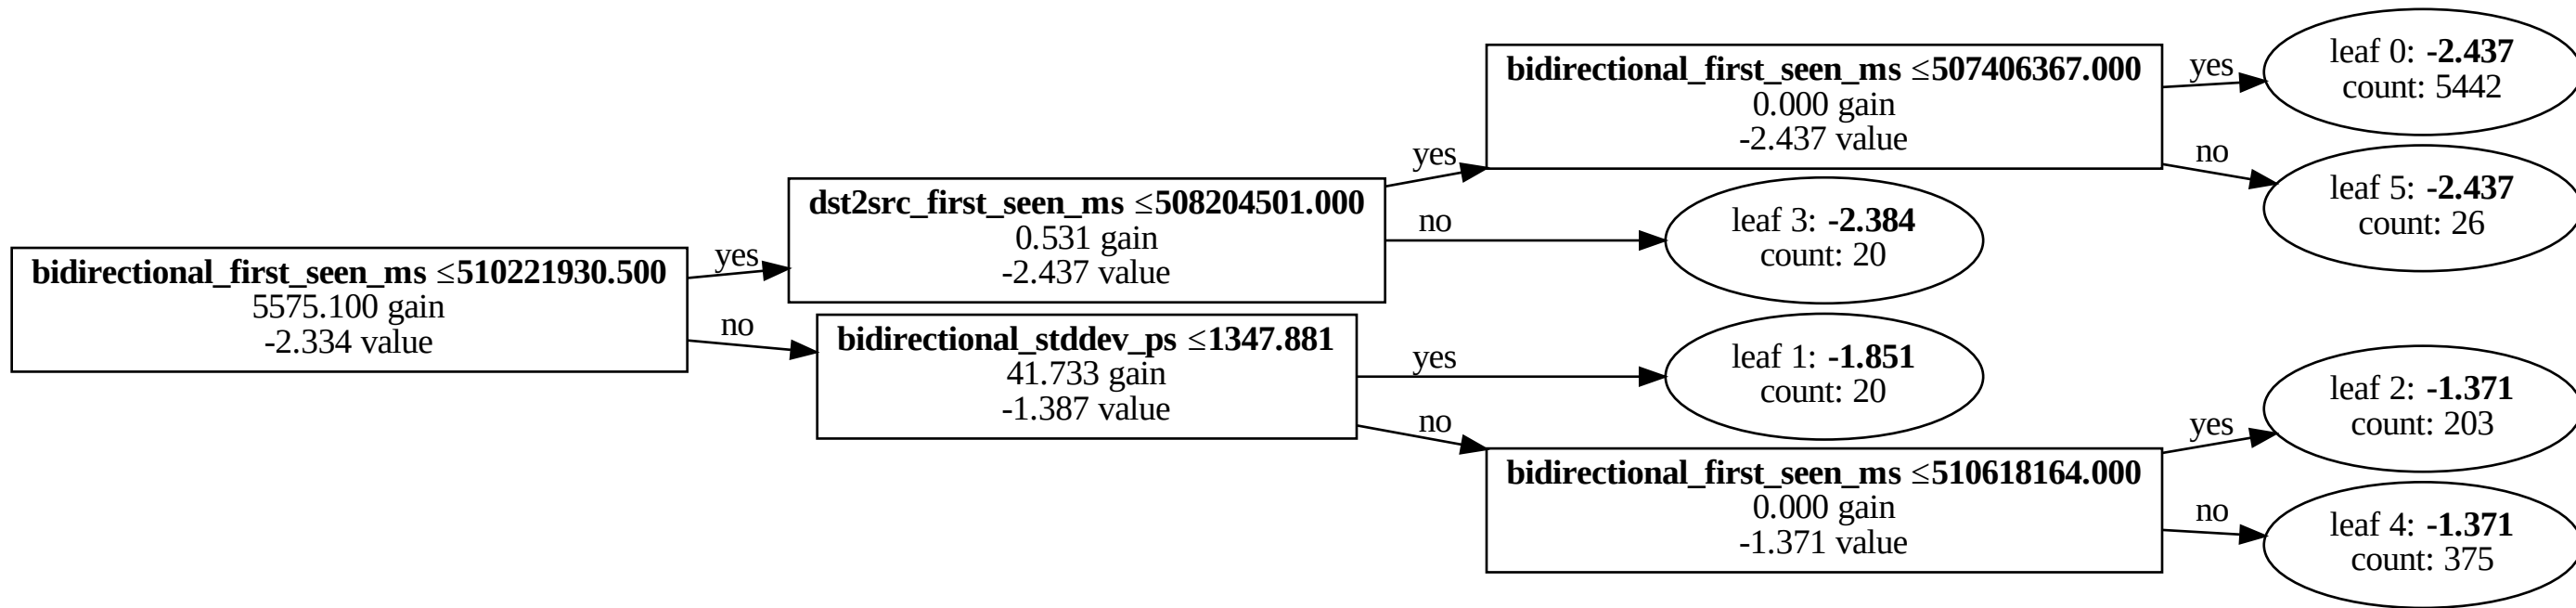 bidirectional_first_seen_ms ≤510221930.500
5575.100 gain
-2.334 value
yes
no
dst2src_first_seen_ms ≤508204501.000
0.531 gain
-2.437 value
yes
no
bidirectional_stddev_ps ≤1347.881
41.733 gain
-1.387 value
yes
no
bidirectional_first_seen_ms ≤507406367.000
0.000 gain
-2.437 value
yes
no
leaf 3: -2.384
count: 20
leaf 1: -1.851
count: 20
bidirectional_first_seen_ms ≤510618164.000
0.000 gain
-1.371 value
yes
no
leaf 0: -2.437
count: 5442
leaf 5: -2.437
count: 26
leaf 2: -1.371
count: 203
leaf 4: -1.371
count: 375